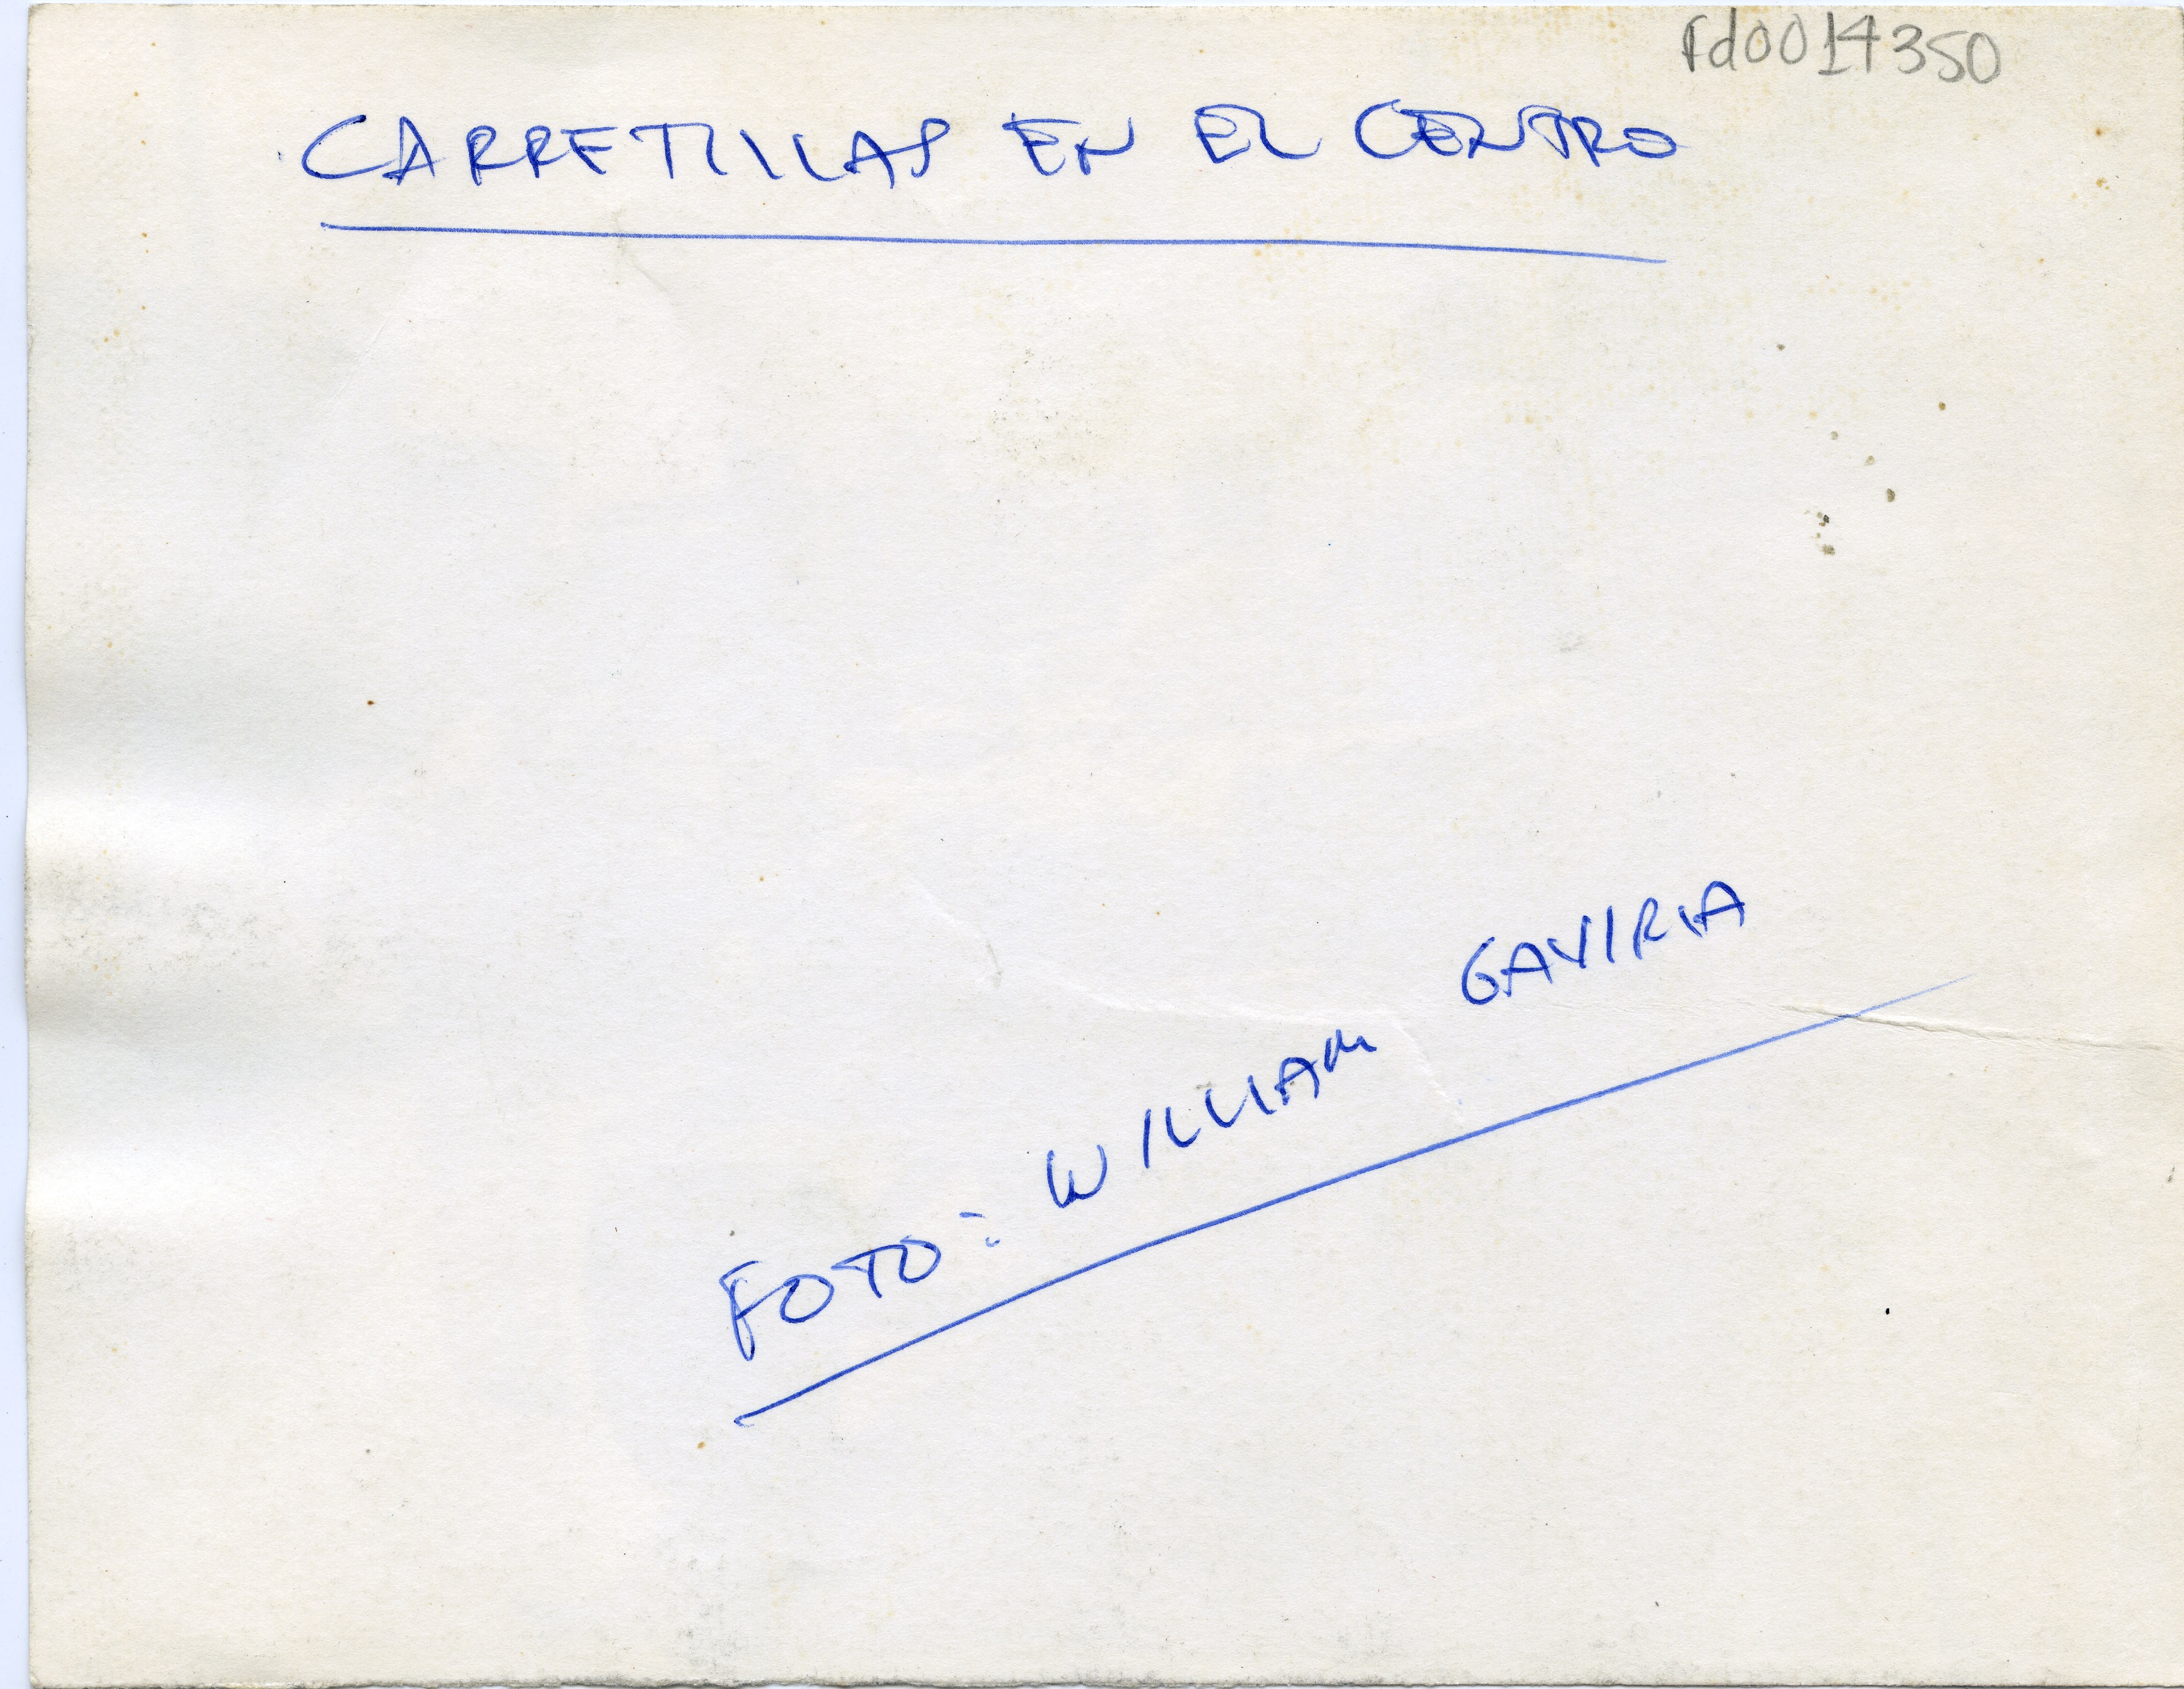 fd0014350
CARRETILLAS EN EL CENTRO
FOTO: WILLIAM GAVIRIA